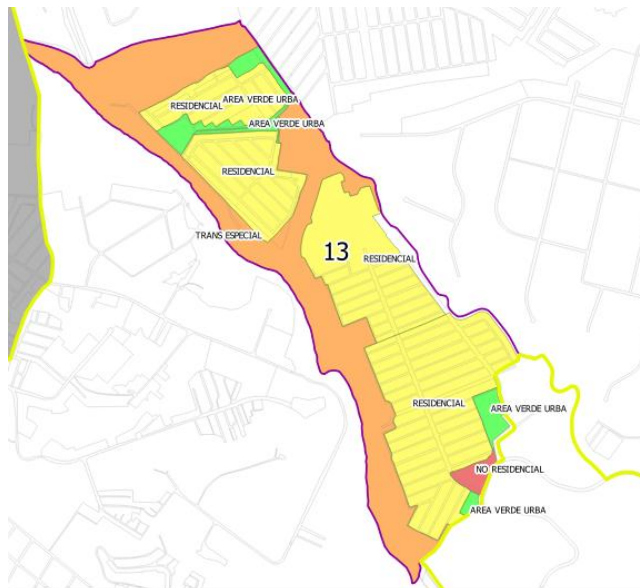 AREA VERDE URBA
RESIDENCIAL
AREA VERDE URBA
RESIDENCIAL
TRANS ESPECIAL
13
RESIDENCIAL
RESIDENCIAL
AREA VERDE URBA
NO RESIDENCIAL
AREA VERDE URBA